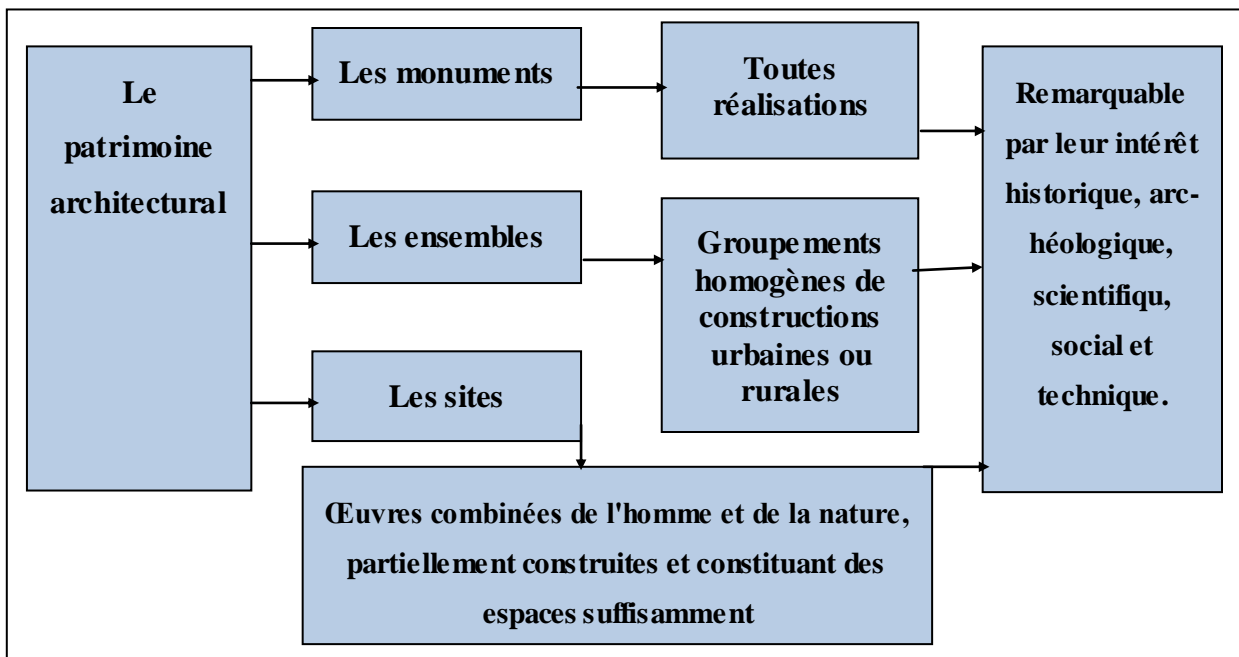 Le
patrimoine
architectural
Les monuments
Toutes
réalisations
Remarquable
par leur intérêt
historique, arc-
héologique,
scientifiqu,
social et
technique.
Les ensembles
Groupements
homogènes de
constructions
urbaines ou
rurales
Les sites
Œuvres combinées de l'homme et de la nature,
partiellement construites et constituant des
espaces suffisamment